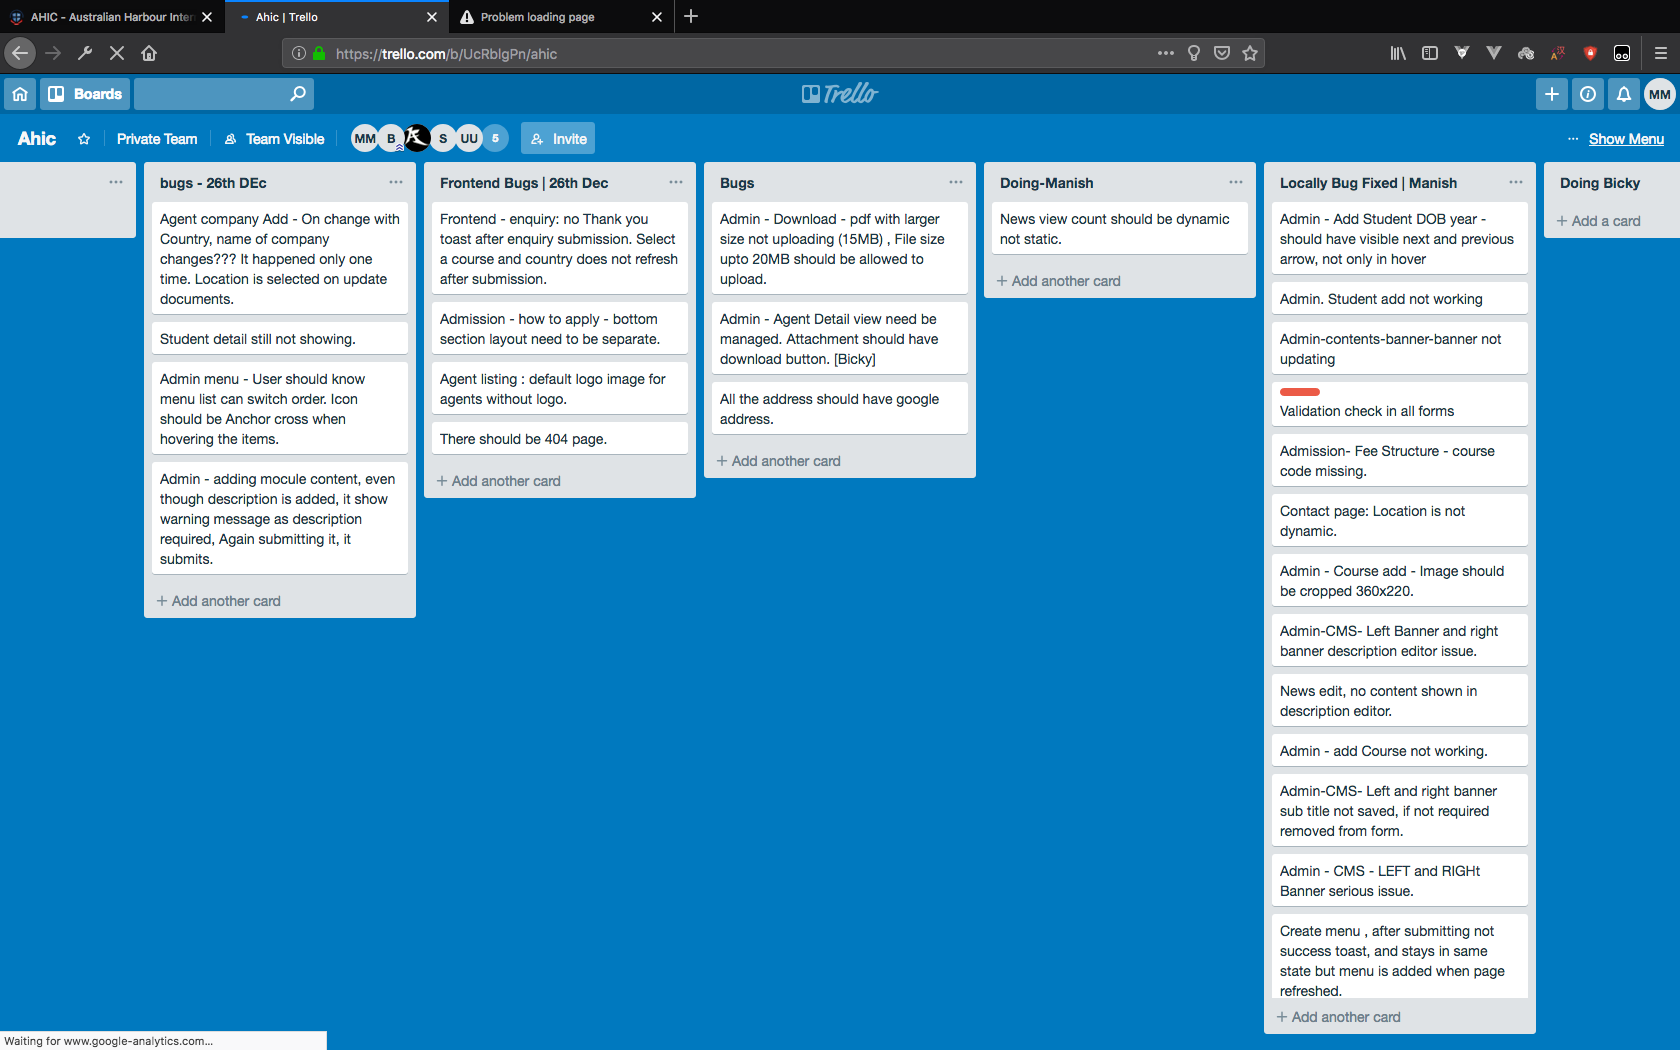 AHIC - Australian Harbour Inter
Ahic | Trello
Problem loading page
https://trello.com/b/UcRblgPn/ahic
Boards
Trello
MM
Ahic
Private Team
Team Visible
MM
B
S
UU
5
Invite
Show Menu
bugs - 26th DEc
Agent company Add - On change with
Country, name of company
changes??? It happened only one
time. Location is selected on update
documents.
Student detail still not showing.
Admin menu - User should know
menu list can switch order. Icon
should be Anchor cross when
hovering the items.
Admin - adding mocule content, even
though description is added, it show
warning message as description
required, Again submitting it, it
submits.
+ Add another card
Frontend Bugs | 26th Dec
Frontend - enquiry: no Thank you
toast after enquiry submission. Select
a course and country does not refresh
after submission.
Admission - how to apply - bottom
section layout need to be separate.
Agent listing : default logo image for
agents without logo.
There should be 404 page.
+ Add another card
Bugs
Admin - Download - pdf with larger
size not uploading (15MB) , File size
upto 20MB should be allowed to
upload.
Admin - Agent Detail view need be
managed. Attachment should have
download button. [Bicky]
All the address should have google
address.
+ Add another card
Doing-Manish
News view count should be dynamic
not static.
+ Add another card
Locally Bug Fixed | Manish
Admin - Add Student DOB year -
should have visible next and previous
arrow, not only in hover
Admin. Student add not working
Admin-contents-banner-banner not
updating
Validation check in all forms
Admission- Fee Structure - course
code missing.
Contact page: Location is not
dynamic.
Admin - Course add - Image should
be cropped 360x220.
Admin-CMS- Left Banner and right
banner description editor issue.
News edit, no content shown in
description editor.
Admin - add Course not working.
Admin-CMS- Left and right banner
sub title not saved, if not required
removed from form.
Admin - CMS - LEFT and RIGHt
Banner serious issue.
Create menu , after submitting not
success toast, and stays in same
state but menu is added when page
refreshed.
+ Add another card
Doing Bicky
+ Add a card
Waiting for www.google-analytics.com...